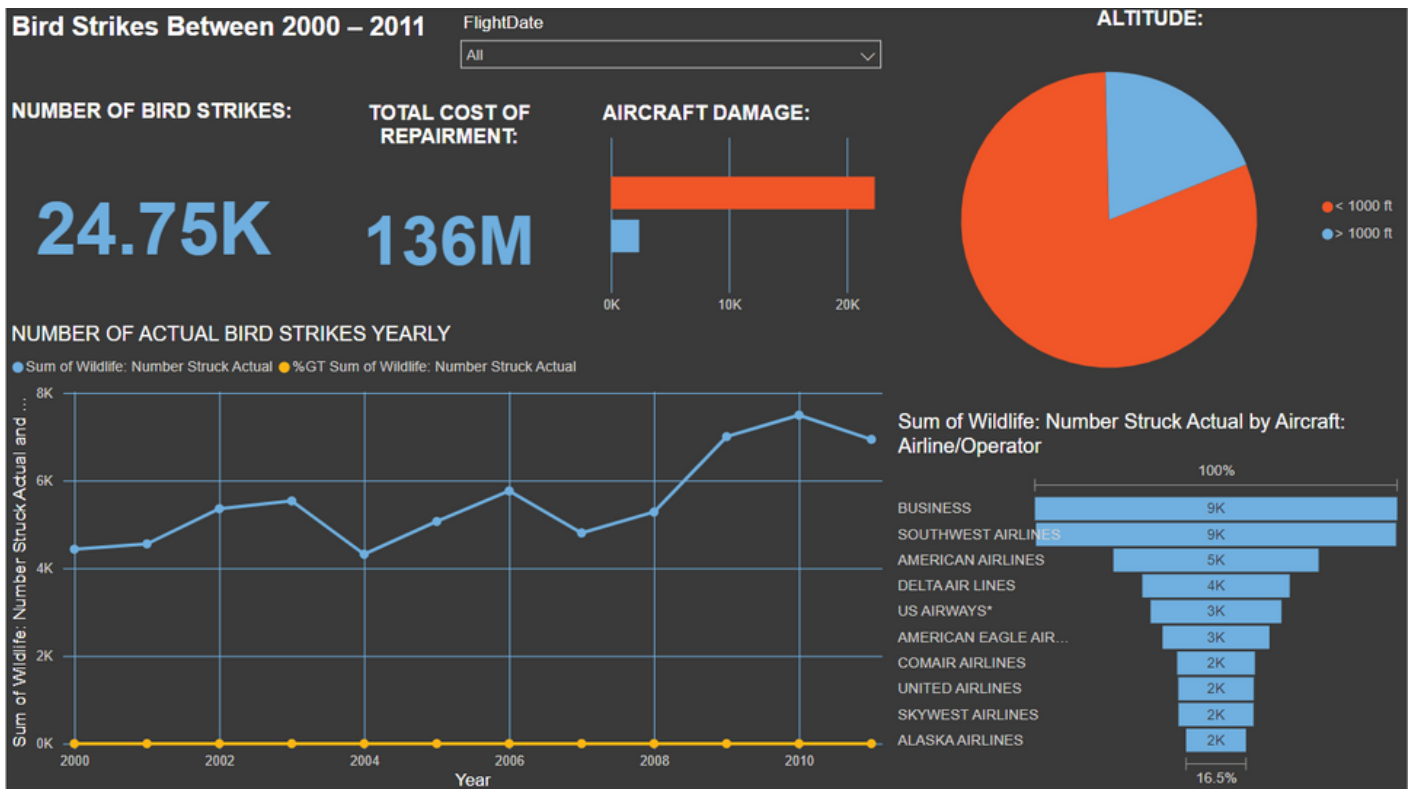 Bird Strikes Between 2000 – 2011
FlightDate
All
NUMBER OF BIRD STRIKES:
24.75K
TOTAL COST OF
REPAIRMENT:
136M
AIRCRAFT DAMAGE:
0K
10K
20K
ALTITUDE:
< 1000 ft
> 1000 ft
NUMBER OF ACTUAL BIRD STRIKES YEARLY
Sum of Wildlife: Number Struck Actual
%GT Sum of Wildlife: Number Struck Actual
Sum of Wildlife: Number Struck Actual and ...
8K
6K
4K
2K
0K
2000
2002
2004
2006
2008
2010
Year
Sum of Wildlife: Number Struck Actual by Aircraft:
Airline/Operator
100%
BUSINESS 9K
SOUTHWEST AIRLINES 9K
AMERICAN AIRLINES 5K
DELTA AIR LINES 4K
US AIRWAYS* 3K
AMERICAN EAGLE AIR... 3K
COMAIR AIRLINES 2K
UNITED AIRLINES 2K
SKYWEST AIRLINES 2K
ALASKA AIRLINES 2K
16.5%